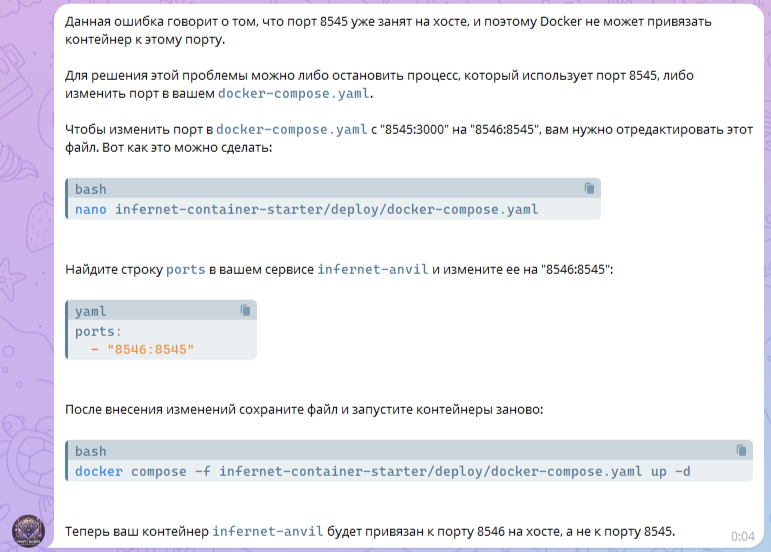 Данная ошибка говорит о том, что порт 8545 уже занят на хосте, и поэтому Docker не может привязать
контейнер к этому порту.
Для решения этой проблемы можно либо остановить процесс, который использует порт 8545, либо
изменить порт в вашем docker-compose.yaml.
Чтобы изменить порт в docker-compose.yaml с "8545:3000" на "8546:8545", вам нужно отредактировать этот
файл. Вот как это можно сделать:
bash
nano infernet-container-starter/deploy/docker-compose.yaml
Найдите строку ports в вашем сервисе infernet-anvil и измените ее на "8546:8545":
yaml
ports:
  - "8546:8545"
После внесения изменений сохраните файл и запустите контейнеры заново:
bash
docker compose -f infernet-container-starter/deploy/docker-compose.yaml up -d
Теперь ваш контейнер infernet-anvil будет привязан к порту 8546 на хосте, а не к порту 8545.
0:04